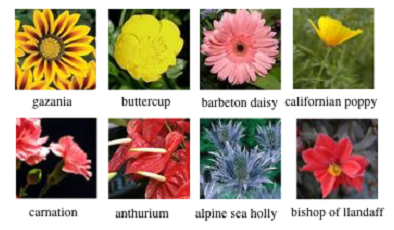 gazania buttercup barbeton daisy californian poppy
carnation anthurium alpine sea holly bishop of llandaff